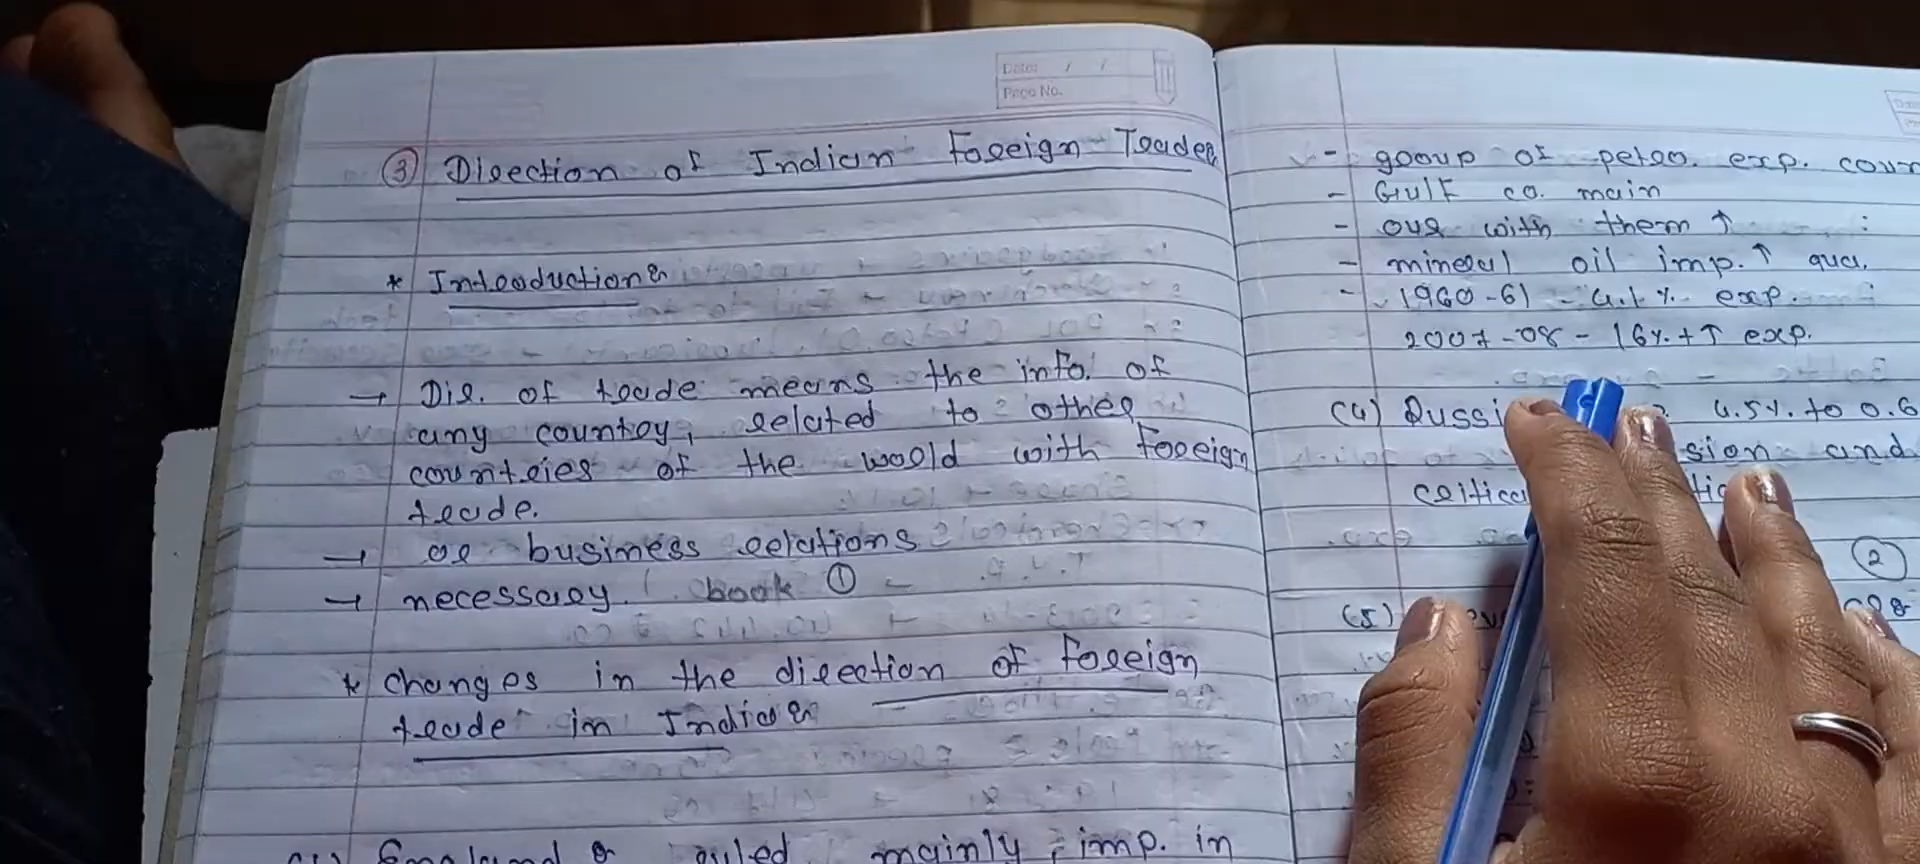 Date: / /
Page No.
③ Direction of Indian Foreign Trade:
* Introduction:
→ Dir. of trade means the info. of
any country, related to other
countries of the world with foreign
trade.
→ or business relations
→ necessary. book ①
* changes in the direction of foreign
trade in India:
England : ruled mainly, imp. in
- group of petro. exp. coun
- Gulf co. main
- our with them ↑
- mineral oil imp. ↑ qua.
- 1960-61 - 4.1% exp.
2007-08 - 16% + ↑ exp.
(4) Russi 4.5% to 0.6
sion and
critica
②
(5)